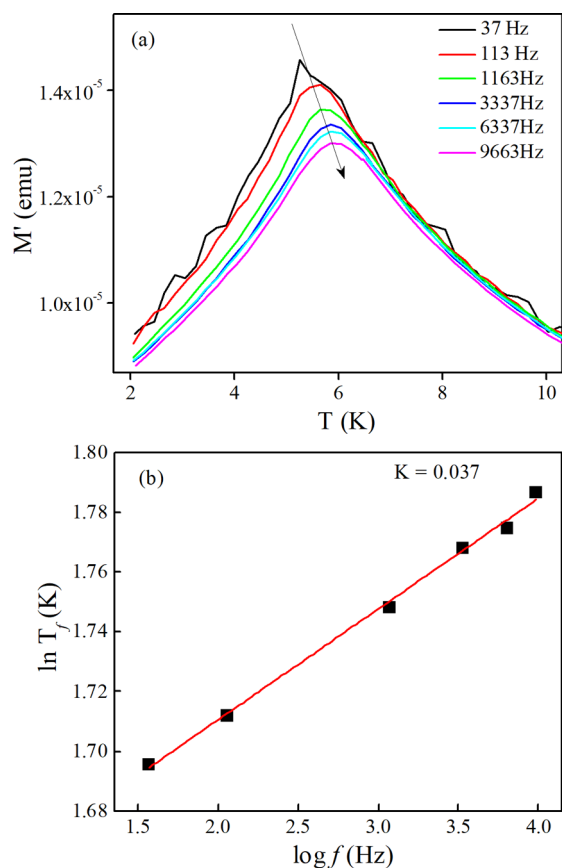 (a)
37 Hz
113 Hz
1163Hz
3337Hz
6337Hz
9663Hz
1.4x10⁻⁵
1.2x10⁻⁵
1.0x10⁻⁵
M' (emu)
2 4 6 8 10
T (K)
(b)
K = 0.037
1.80
1.78
1.76
1.74
1.72
1.70
1.68
ln T_f (K)
1.5 2.0 2.5 3.0 3.5 4.0
log f (Hz)